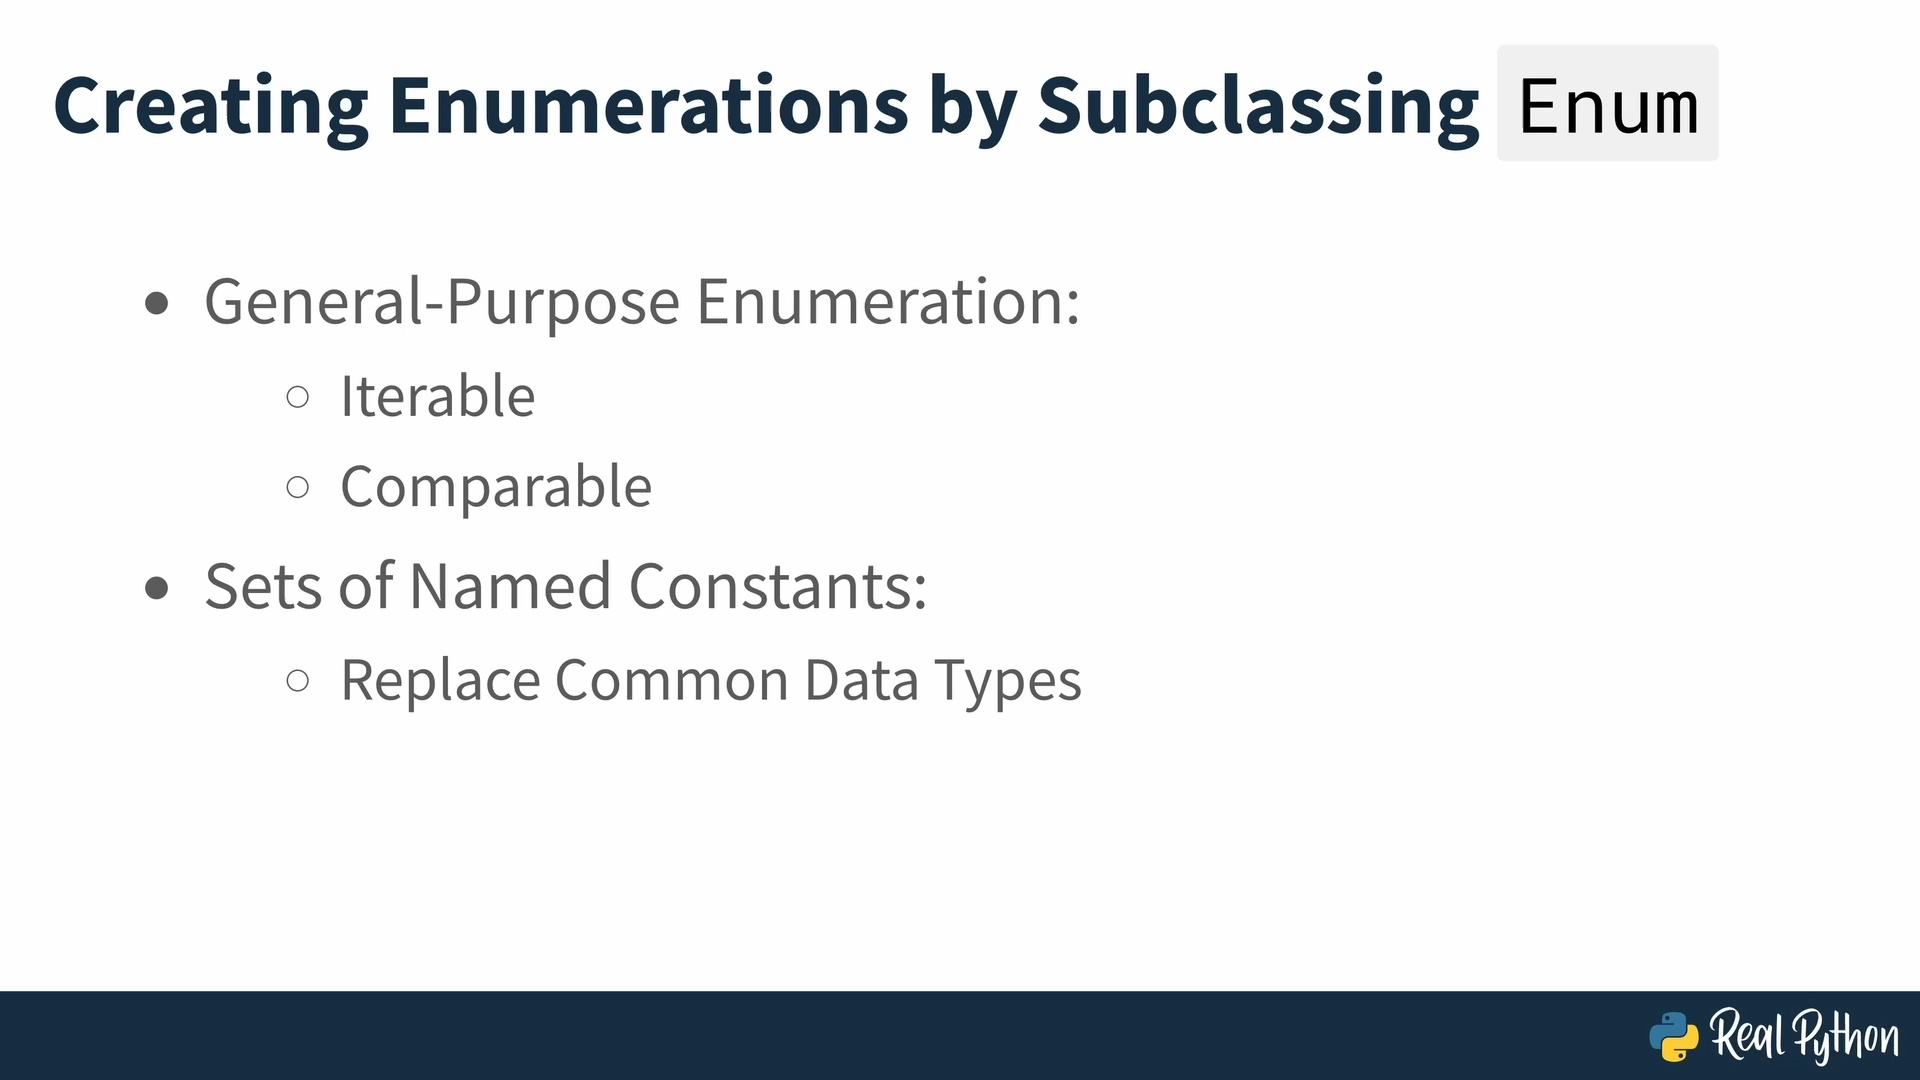 Creating Enumerations by Subclassing Enum
• General-Purpose Enumeration:
○ Iterable
○ Comparable
• Sets of Named Constants:
○ Replace Common Data Types
Real Python